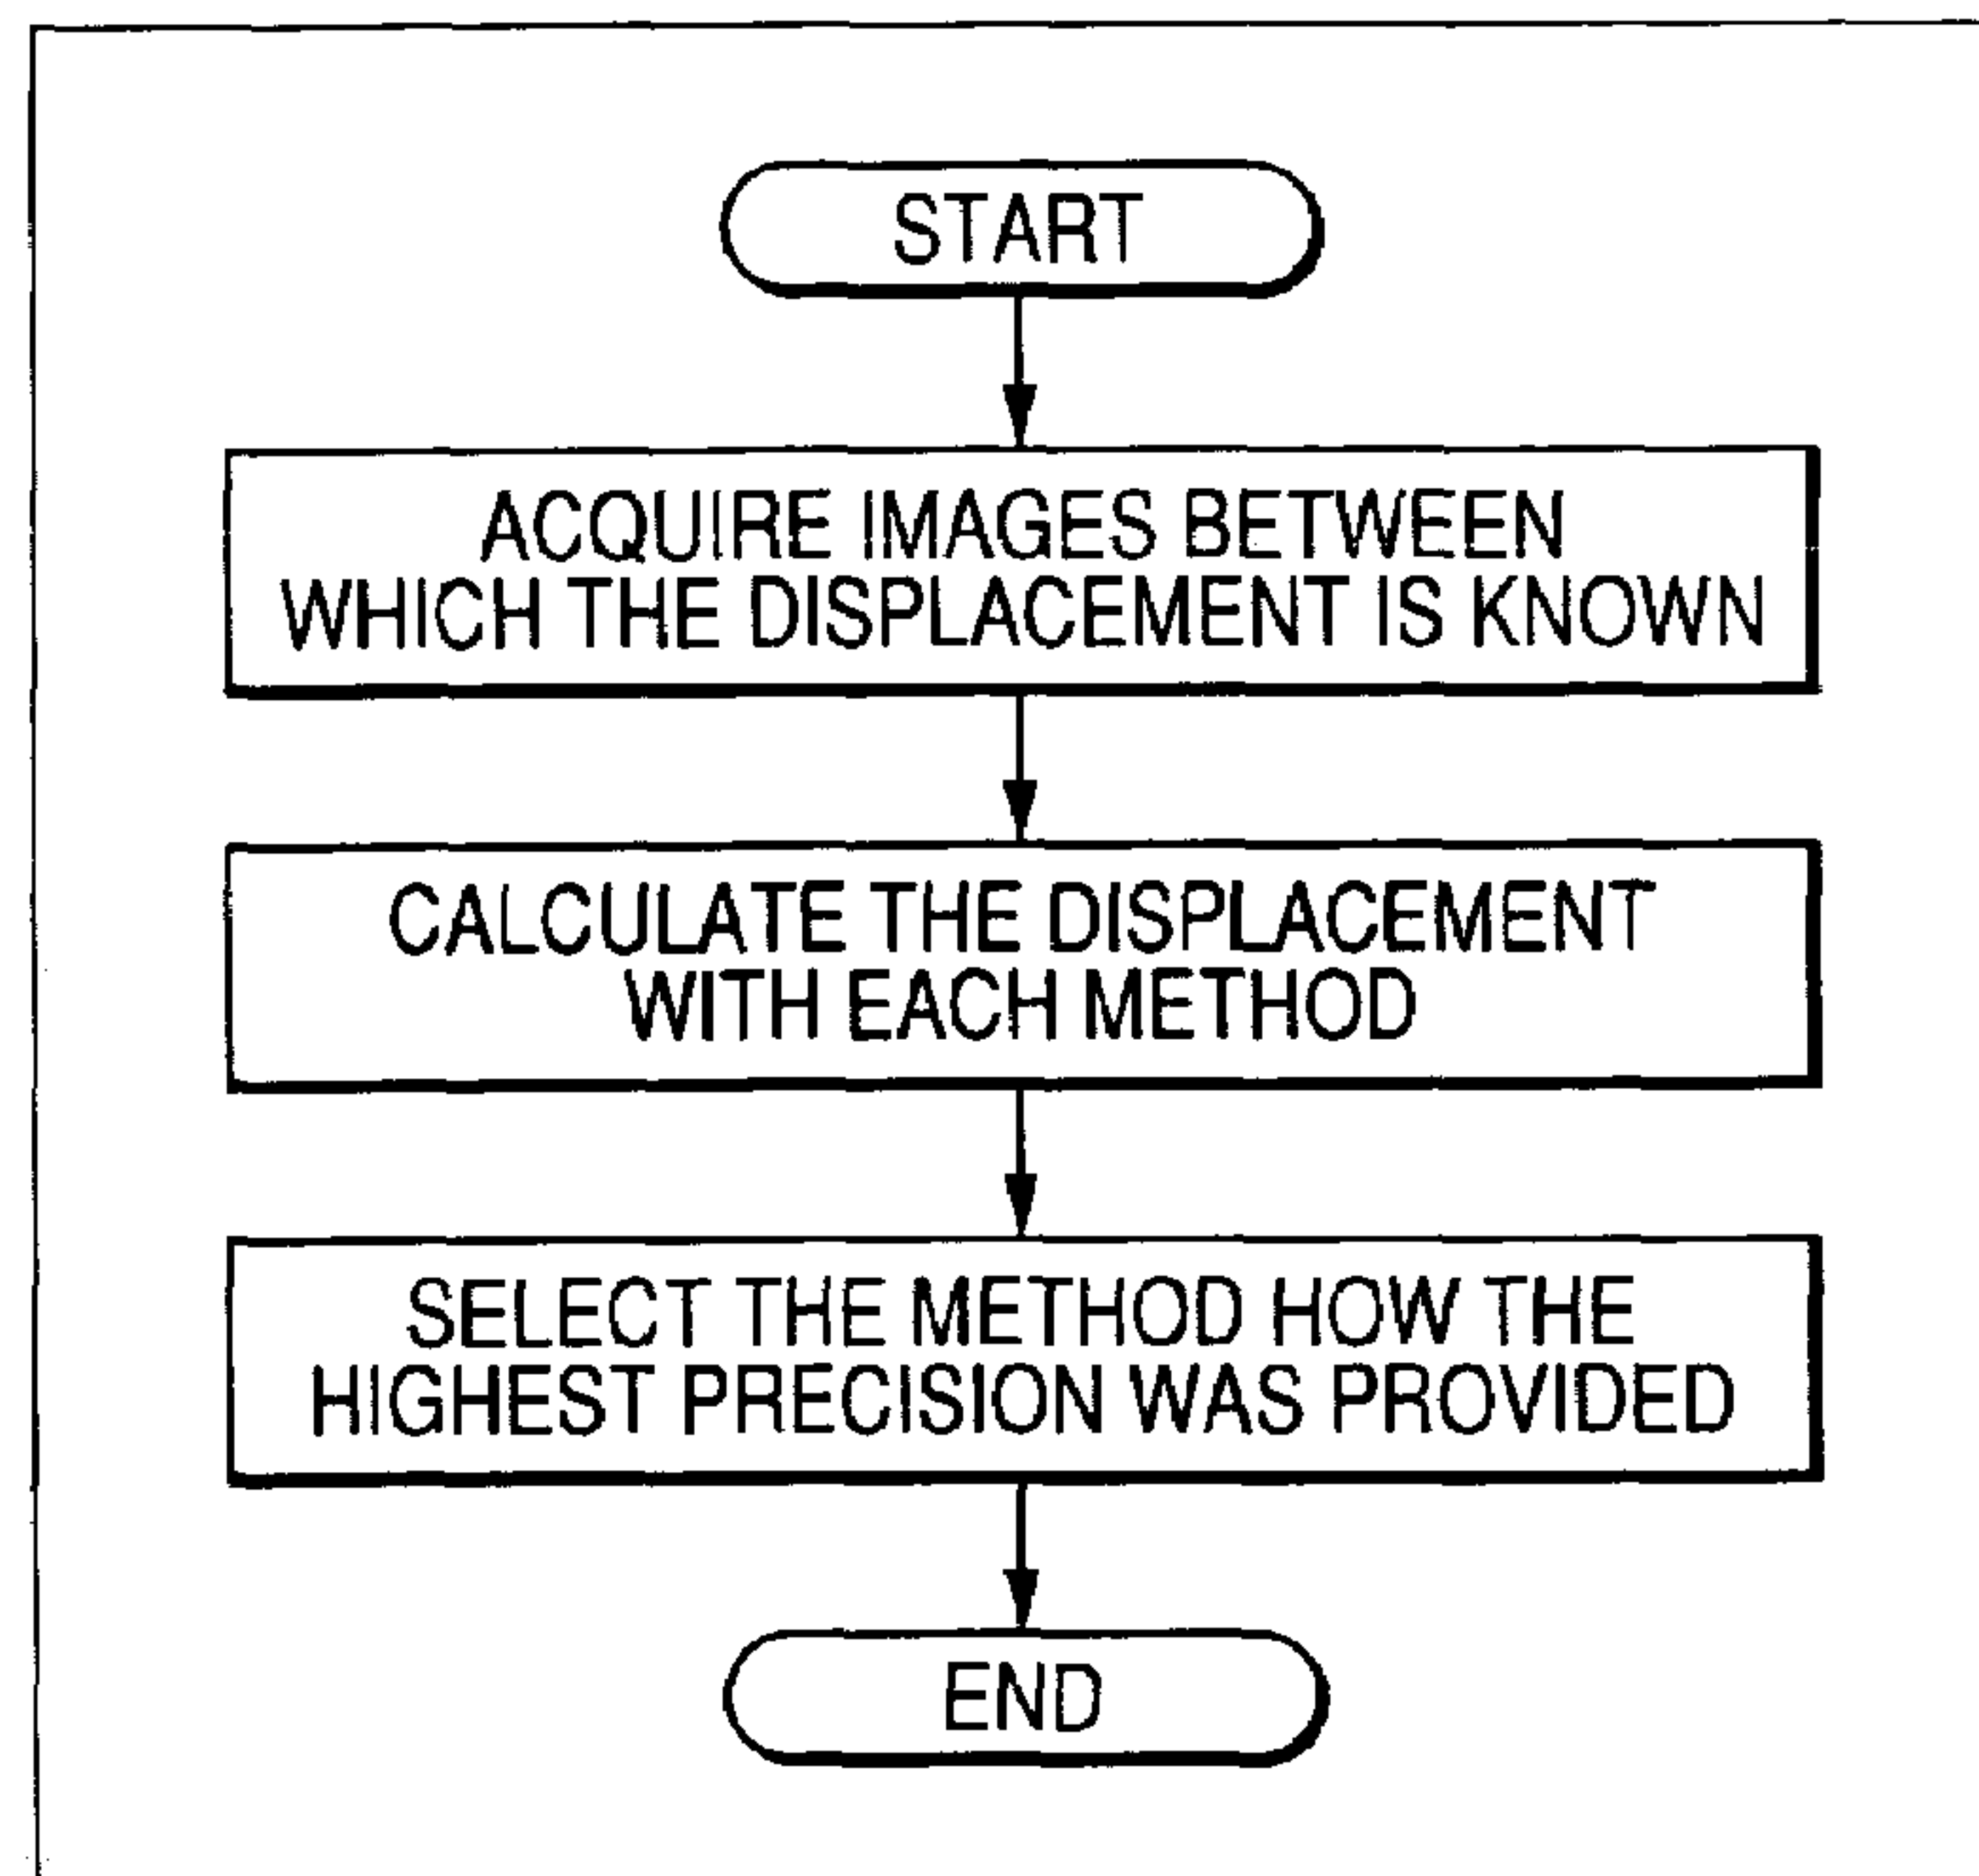 START
ACQUIRE IMAGES BETWEEN
WHICH THE DISPLACEMENT IS KNOWN
CALCULATE THE DISPLACEMENT
WITH EACH METHOD
SELECT THE METHOD HOW THE
HIGHEST PRECISION WAS PROVIDED
END